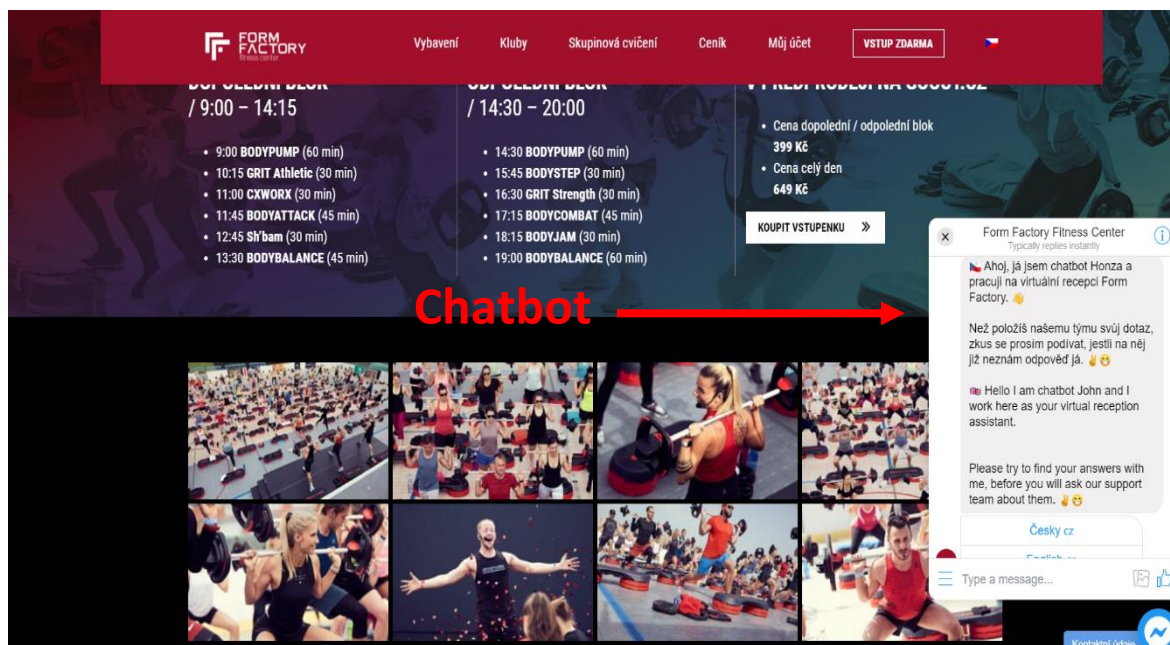 FORM
FACTORY
fitness center
Vybavení
Kluby
Skupinová cvičení
Ceník
Můj účet
VSTUP ZDARMA
/ 9:00 – 14:15
• 9:00 BODYPUMP (60 min)
• 10:15 GRIT Athletic (30 min)
• 11:00 CXWORX (30 min)
• 11:45 BODYATTACK (45 min)
• 12:45 Sh'bam (30 min)
• 13:30 BODYBALANCE (45 min)
/ 14:30 – 20:00
• 14:30 BODYPUMP (60 min)
• 15:45 BODYSTEP (30 min)
• 16:30 GRIT Strength (30 min)
• 17:15 BODYCOMBAT (45 min)
• 18:15 BODYJAM (30 min)
• 19:00 BODYBALANCE (60 min)
• Cena dopolední / odpolední blok
399 Kč
• Cena celý den
649 Kč
KOUPIT VSTUPENKU »
Chatbot
Form Factory Fitness Center
Typically replies instantly
🇨🇿 Ahoj, já jsem chatbot Honza a
pracuji na virtuální recepci Form
Factory. 👋
Než položíš našemu týmu svůj dotaz,
zkus se prosím podívat, jestli na něj
již neznám odpověď já. ✌️😁
🇬🇧 Hello I am chatbot John and I
work here as your virtual reception
assistant.
Please try to find your answers with
me, before you will ask our support
team about them. ✌️😁
Česky cz
English
Type a message...
Kontaktní údaje